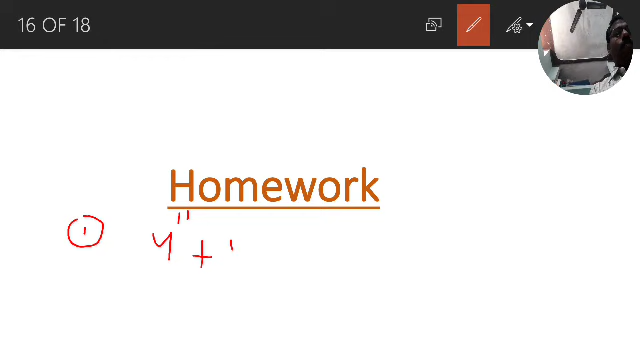 16 OF 18
Homework
① y" +